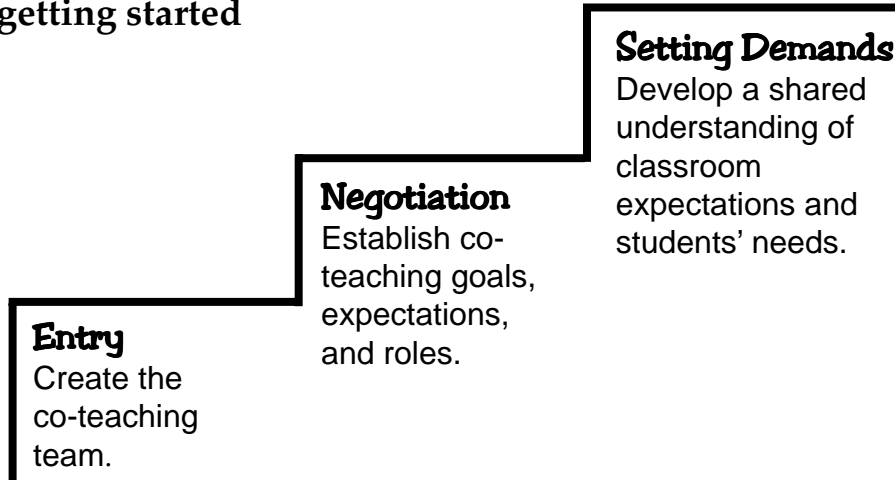 getting started
Setting Demands
Develop a shared
understanding of
classroom
expectations and
students’ needs.
Negotiation
Establish co-
teaching goals,
expectations,
and roles.
Entry
Create the
co-teaching
team.